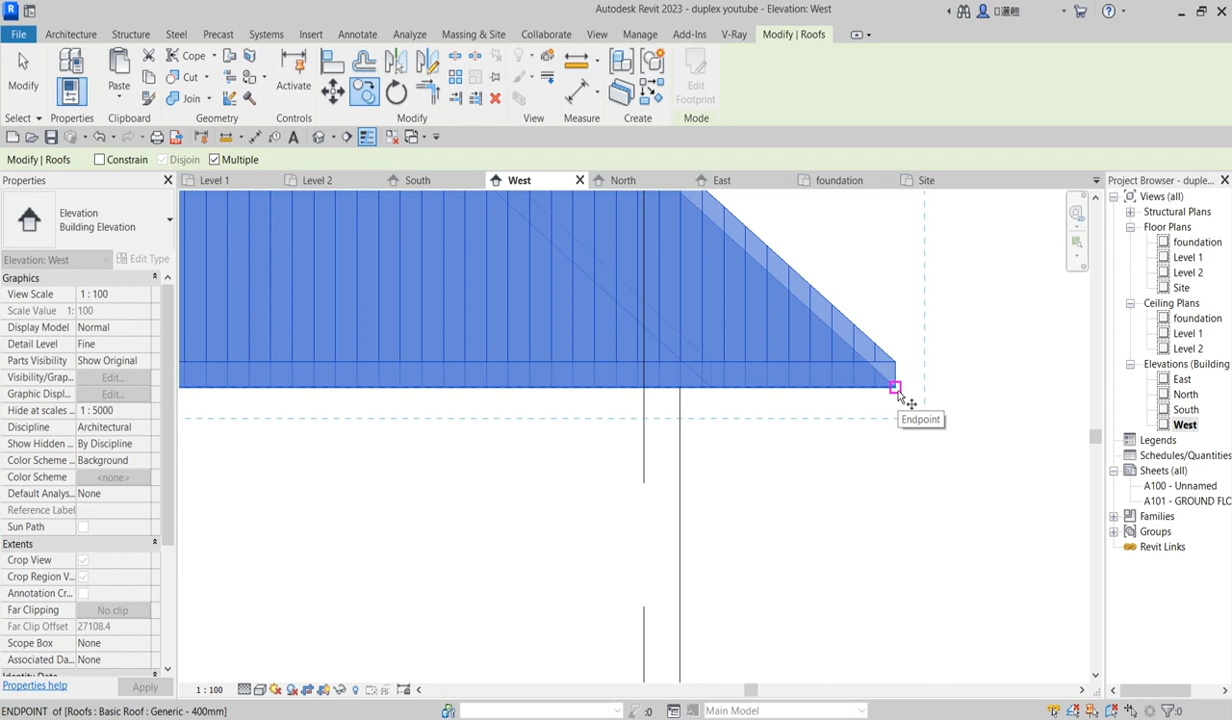 Autodesk Revit 2023 - duplex youtube - Elevation: West
File Architecture Structure Steel Precast Systems Insert Annotate Analyze Massing & Site Collaborate View Manage Add-Ins V-Ray Modify | Roofs
Modify Properties Paste Cope Cut Join Activate Edit Footprint
Select Properties Clipboard Geometry Controls Modify View Measure Create Mode
Modify | Roofs Constrain Disjoin Multiple
Properties Level 1 Level 2 South West North East foundation Site Project Browser - duple...
Elevation
Building Elevation
Elevation: West Edit Type
Graphics
View Scale 1 : 100
Scale Value 1: 100
Display Model Normal
Detail Level Fine
Parts Visibility Show Original
Visibility/Grap... Edit...
Graphic Displ... Edit...
Hide at scales ... 1 : 5000
Discipline Architectural
Show Hidden ... By Discipline
Color Scheme ... Background
Color Scheme <none>
Default Analys... None
Reference Label
Sun Path
Extents
Crop View
Crop Region V...
Annotation Cr...
Far Clipping No clip
Far Clip Offset 27108.4
Scope Box None
Associated Da... None
Properties help Apply
Endpoint
Views (all)
Structural Plans
Floor Plans
foundation
Level 1
Level 2
Site
Ceiling Plans
foundation
Level 1
Level 2
Elevations (Building
East
North
South
West
Legends
Schedules/Quantities
Sheets (all)
A100 - Unnamed
A101 - GROUND FLO
Families
Groups
Revit Links
1 : 100
ENDPOINT of [Roofs : Basic Roof : Generic - 400mm] :0 Main Model :0